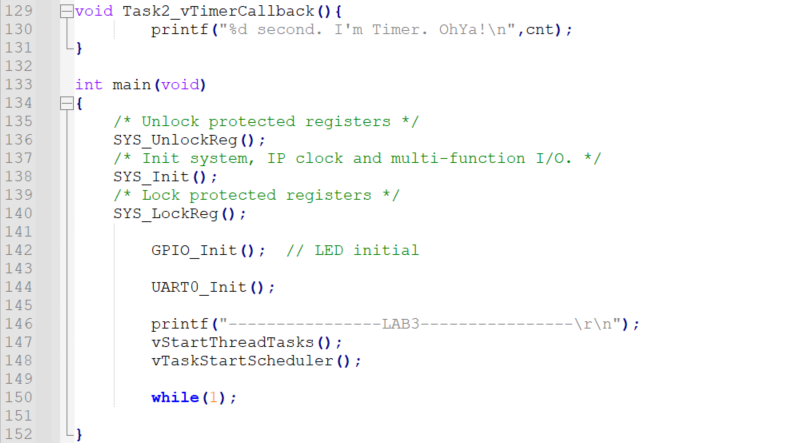 129 void Task2_vTimerCallback(){
130 printf("%d second. I'm Timer. OhYa!\n",cnt);
131 }
132
133 int main(void)
134 {
135 /* Unlock protected registers */
136 SYS_UnlockReg();
137 /* Init system, IP clock and multi-function I/O. */
138 SYS_Init();
139 /* Lock protected registers */
140 SYS_LockReg();
141
142 GPIO_Init(); // LED initial
143
144 UART0_Init();
145
146 printf("----------------LAB3----------------\r\n");
147 vStartThreadTasks();
148 vTaskStartScheduler();
149
150 while(1);
151
152 }